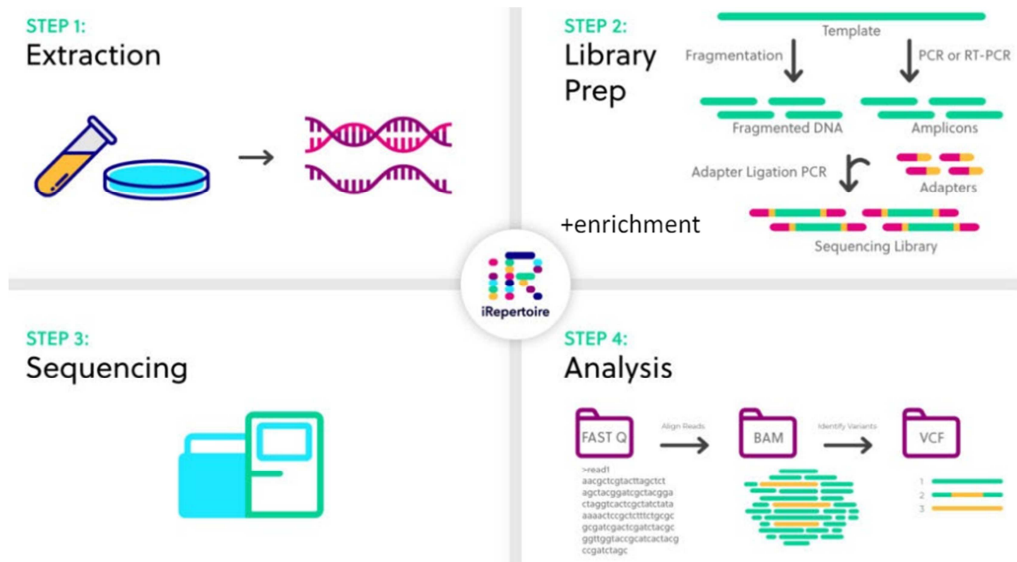 STEP 1:
Extraction
STEP 2:
Library
Prep
Template
Fragmentation
PCR or RT-PCR
Fragmented DNA
Amplicons
Adapter Ligation PCR
Adapters
+enrichment
Sequencing Library
iR
iRepertoire
STEP 3:
Sequencing
STEP 4:
Analysis
FAST Q
Align Reads
BAM
Identify Variants
VCF
>read1
aacgctcgtacttagctct
agctacggatcgctacgga
ctaggtcactcgctatctata
aaaactccgctctttctgcgc
gcgatcgactcgatctacgc
ggttggtaccgcatcactacg
ccgatctagc
1
2
3